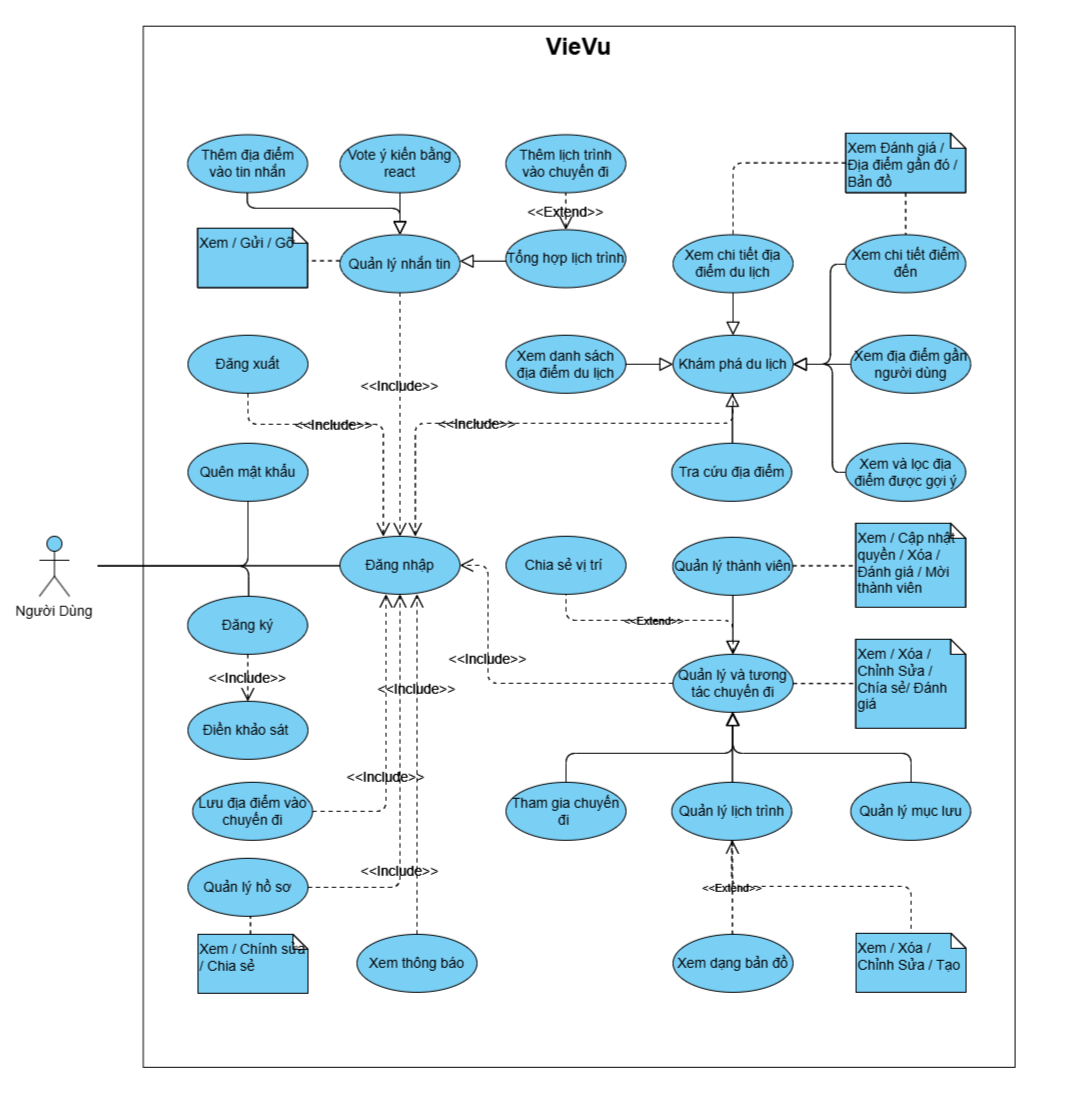 VieVu
Thêm địa điểm
vào tin nhắn
Vote ý kiến bằng
react
Thêm lịch trình
vào chuyến đi
Xem Đánh giá /
Địa điểm gần đó /
Bản đồ
<<Extend>>
Xem / Gửi / Gỡ
Quản lý nhắn tin
Tổng hợp lịch trình
Xem chi tiết địa
điểm du lịch
Xem chi tiết điểm
đến
Đăng xuất
<<Include>>
Xem danh sách
địa điểm du lịch
Khám phá du lịch
Xem địa điểm gần
người dùng
<<Include>>
<<Include>>
Quên mật khẩu
Tra cứu địa điểm
Xem và lọc địa
điểm được gợi ý
Người Dùng
Đăng nhập
Chia sẻ vị trí
Quản lý thành viên
Xem / Cập nhật
quyền / Xóa /
Đánh giá / Mời
thành viên
Đăng ký
<<Extend>>
<<Include>>
<<Include>>
<<Include>>
Quản lý và tương
tác chuyến đi
Xem / Xóa /
Chỉnh Sửa /
Chía sẻ/ Đánh
giá
Điền khảo sát
<<Include>>
Lưu địa điểm vào
chuyến đi
Tham gia chuyến
đi
Quản lý lịch trình
Quản lý mục lưu
Quản lý hồ sơ
<<Include>>
<<Extend>>
Xem / Chính sửa
/ Chia sẻ
Xem thông báo
Xem dạng bản đồ
Xem / Xóa /
Chỉnh Sửa / Tạo